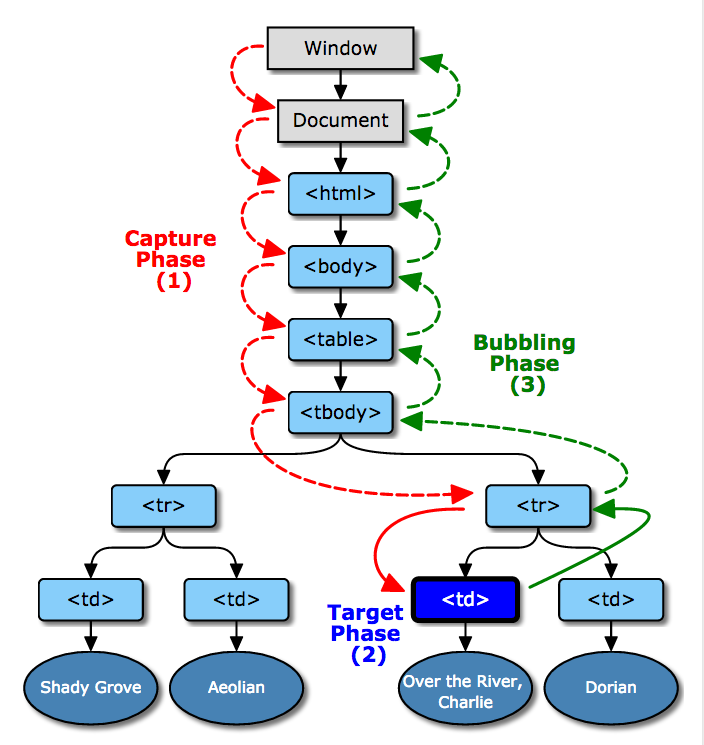 Window
Document
<html>
Capture
Phase
(1)
<body>
<table>
Bubbling
Phase
(3)
<tbody>
<tr>
<tr>
<td>
<td>
<td>
<td>
Target
Phase
(2)
Shady Grove
Aeolian
Over the River,
Charlie
Dorian